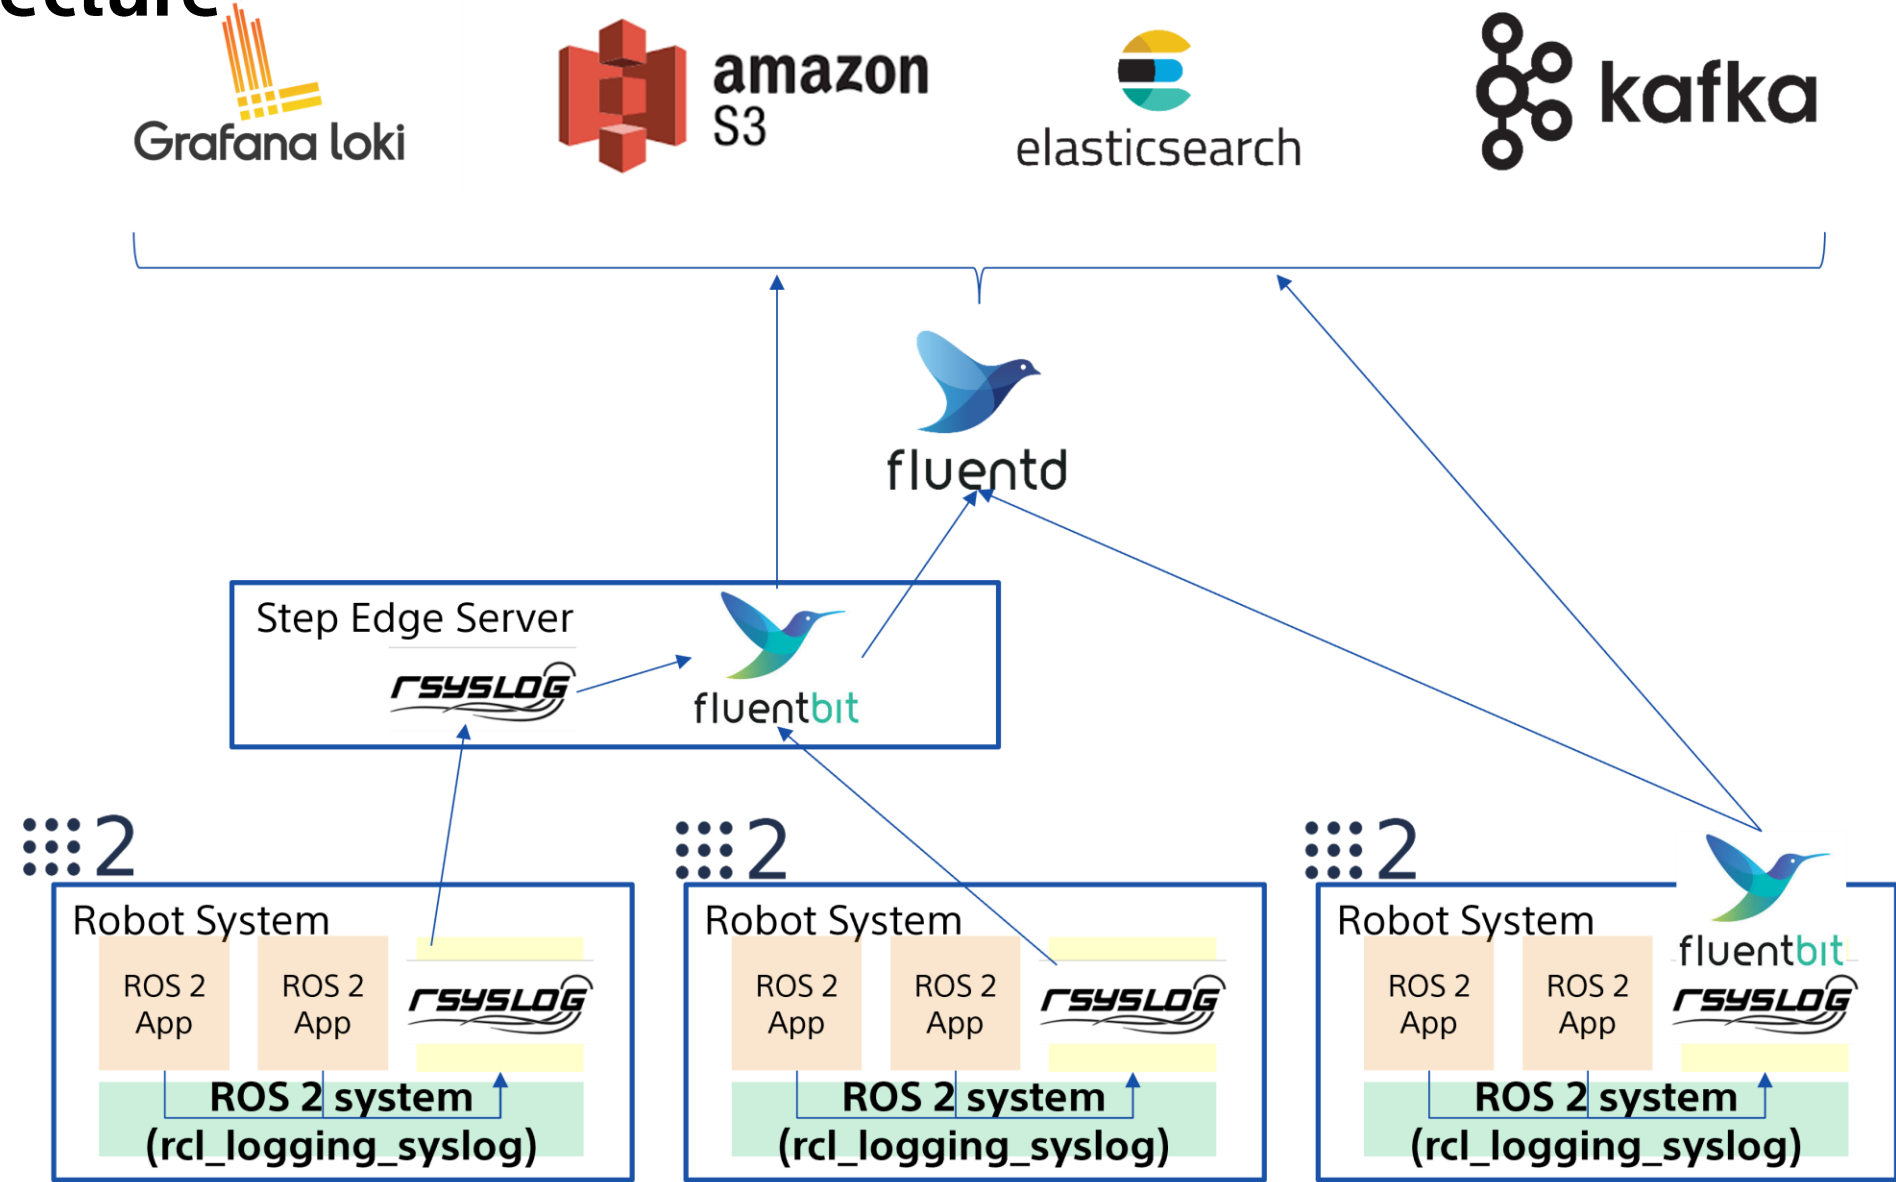 Grafana loki
amazon
S3
elasticsearch
kafka
fluentd
Step Edge Server
rsyslog
fluentbit
2
2
2
Robot System
ROS 2
App
ROS 2
App
rsyslog
ROS 2 system
(rcl_logging_syslog)
Robot System
ROS 2
App
ROS 2
App
rsyslog
ROS 2 system
(rcl_logging_syslog)
Robot System
fluentbit
ROS 2
App
ROS 2
App
rsyslog
ROS 2 system
(rcl_logging_syslog)